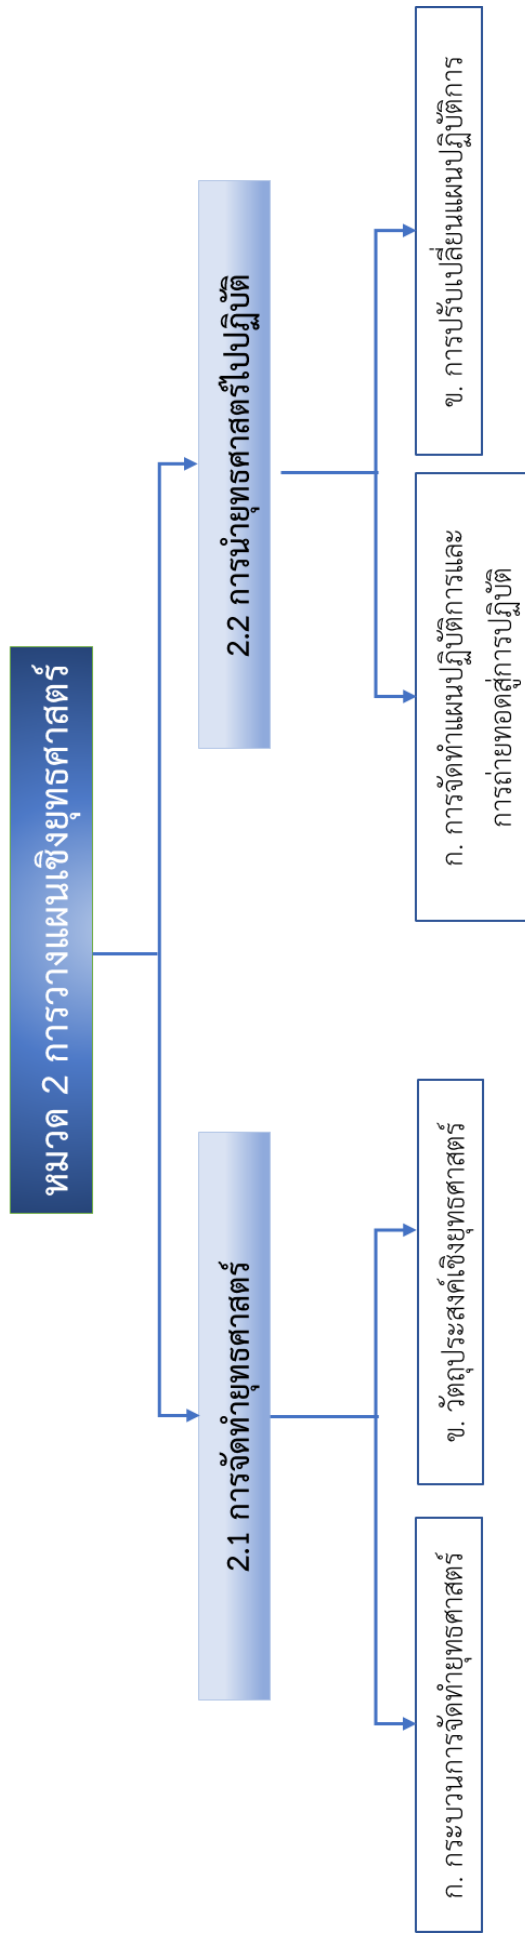 หมวด 2 การวางแผนเชิงยุทธศาสตร์
2.1 การจัดทำยุทธศาสตร์
2.2 การนำยุทธศาสตร์ไปปฏิบัติ
ก. กระบวนการจัดทำยุทธศาสตร์
ข. วัตถุประสงค์เชิงยุทธศาสตร์
ก. การจัดทำแผนปฏิบัติการและ
การถ่ายทอดสู่การปฏิบัติ
ข. การปรับเปลี่ยนแผนปฏิบัติการ